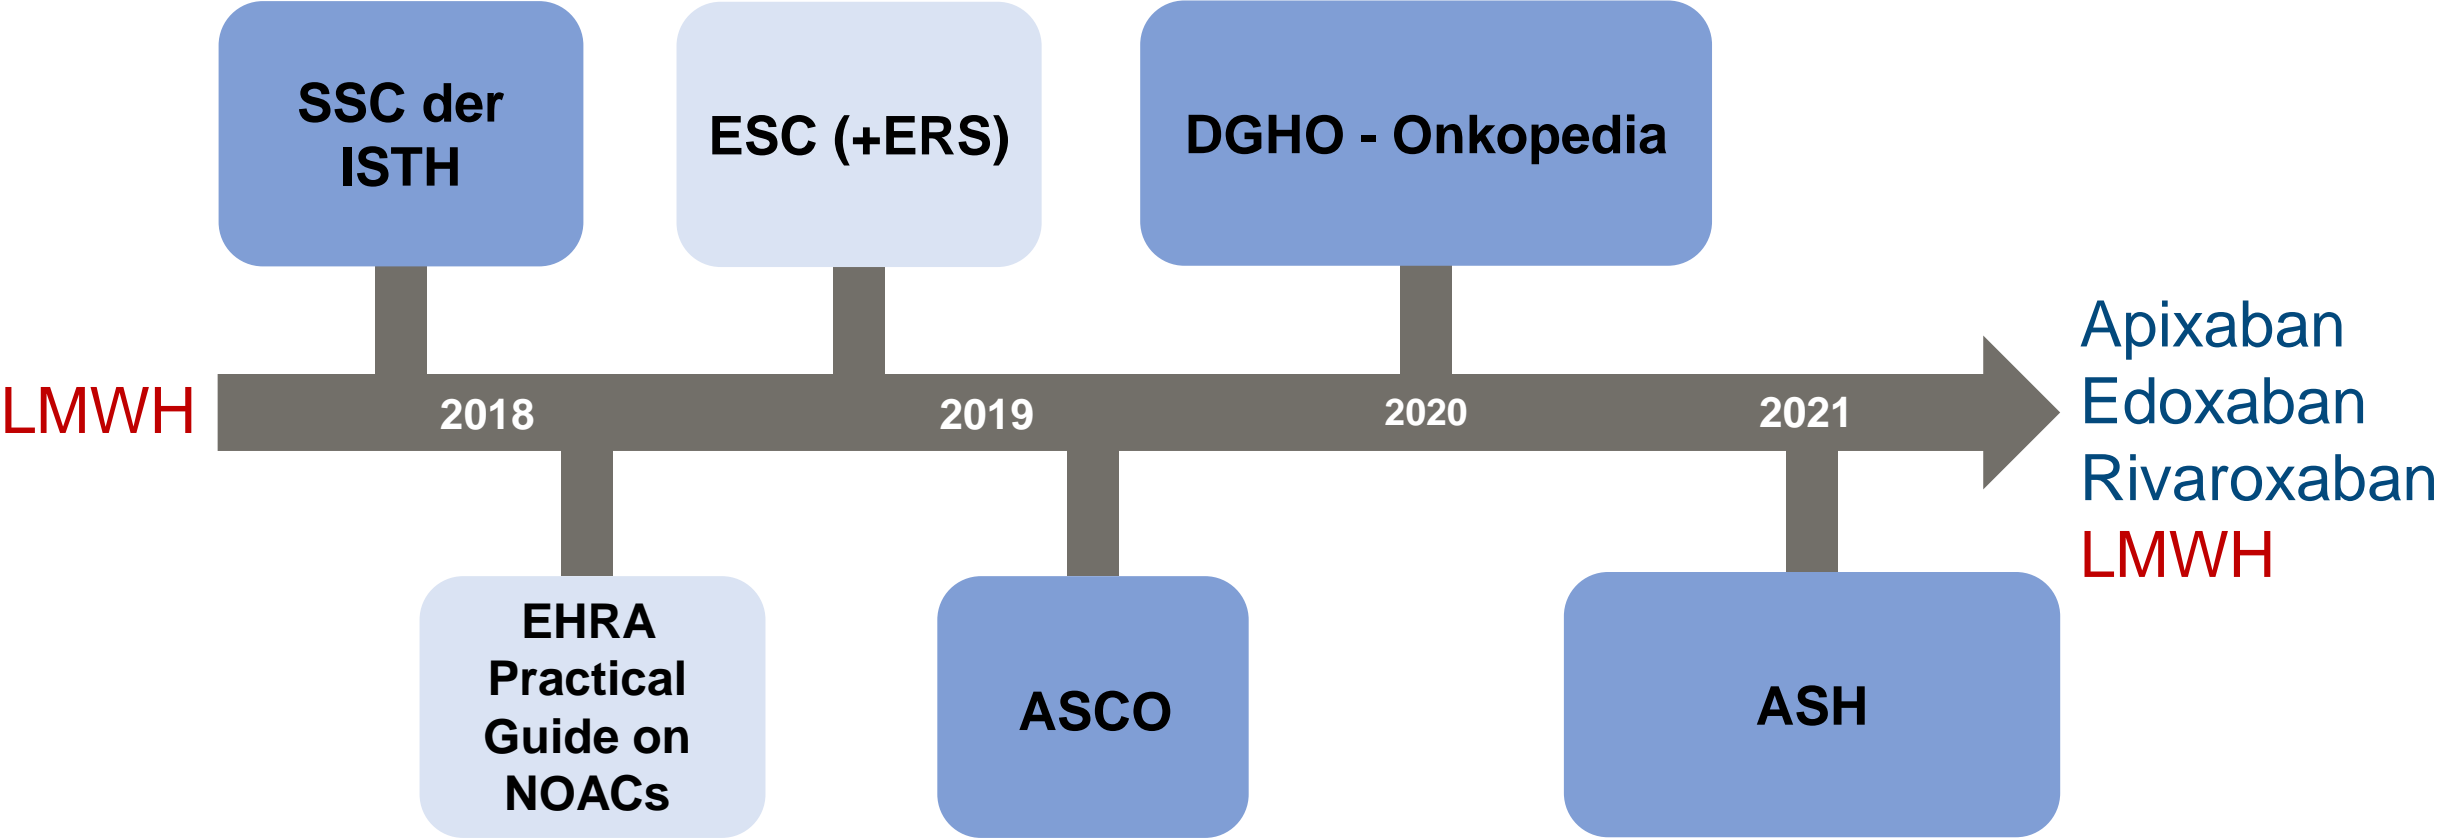 SSC der
ISTH
ESC (+ERS)
DGHO - Onkopedia
LMWH
2018
2019
2020
2021
Apixaban
Edoxaban
Rivaroxaban
LMWH
EHRA
Practical
Guide on
NOACs
ASCO
ASH